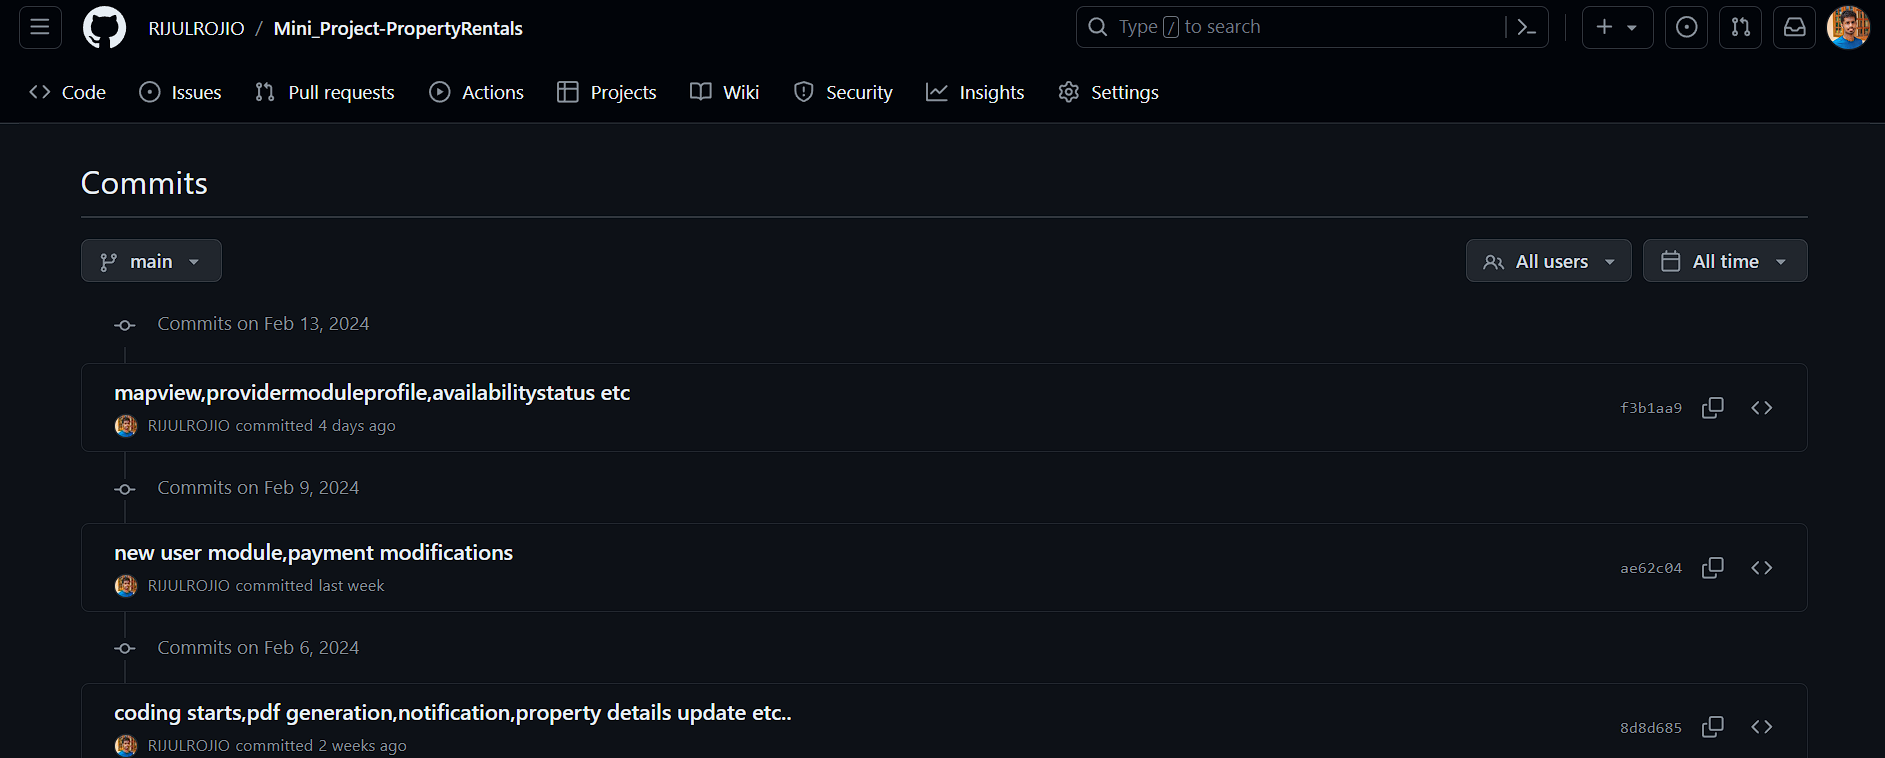 RIJULROJIO / Mini_Project-PropertyRentals
Type / to search
Code Issues Pull requests Actions Projects Wiki Security Insights Settings
Commits
main All users All time
Commits on Feb 13, 2024
mapview,providermoduleprofile,availabilitystatus etc
RIJULROJIO committed 4 days ago
f3b1aa9
Commits on Feb 9, 2024
new user module,payment modifications
RIJULROJIO committed last week
ae62c04
Commits on Feb 6, 2024
coding starts,pdf generation,notification,property details update etc..
RIJULROJIO committed 2 weeks ago
8d8d685